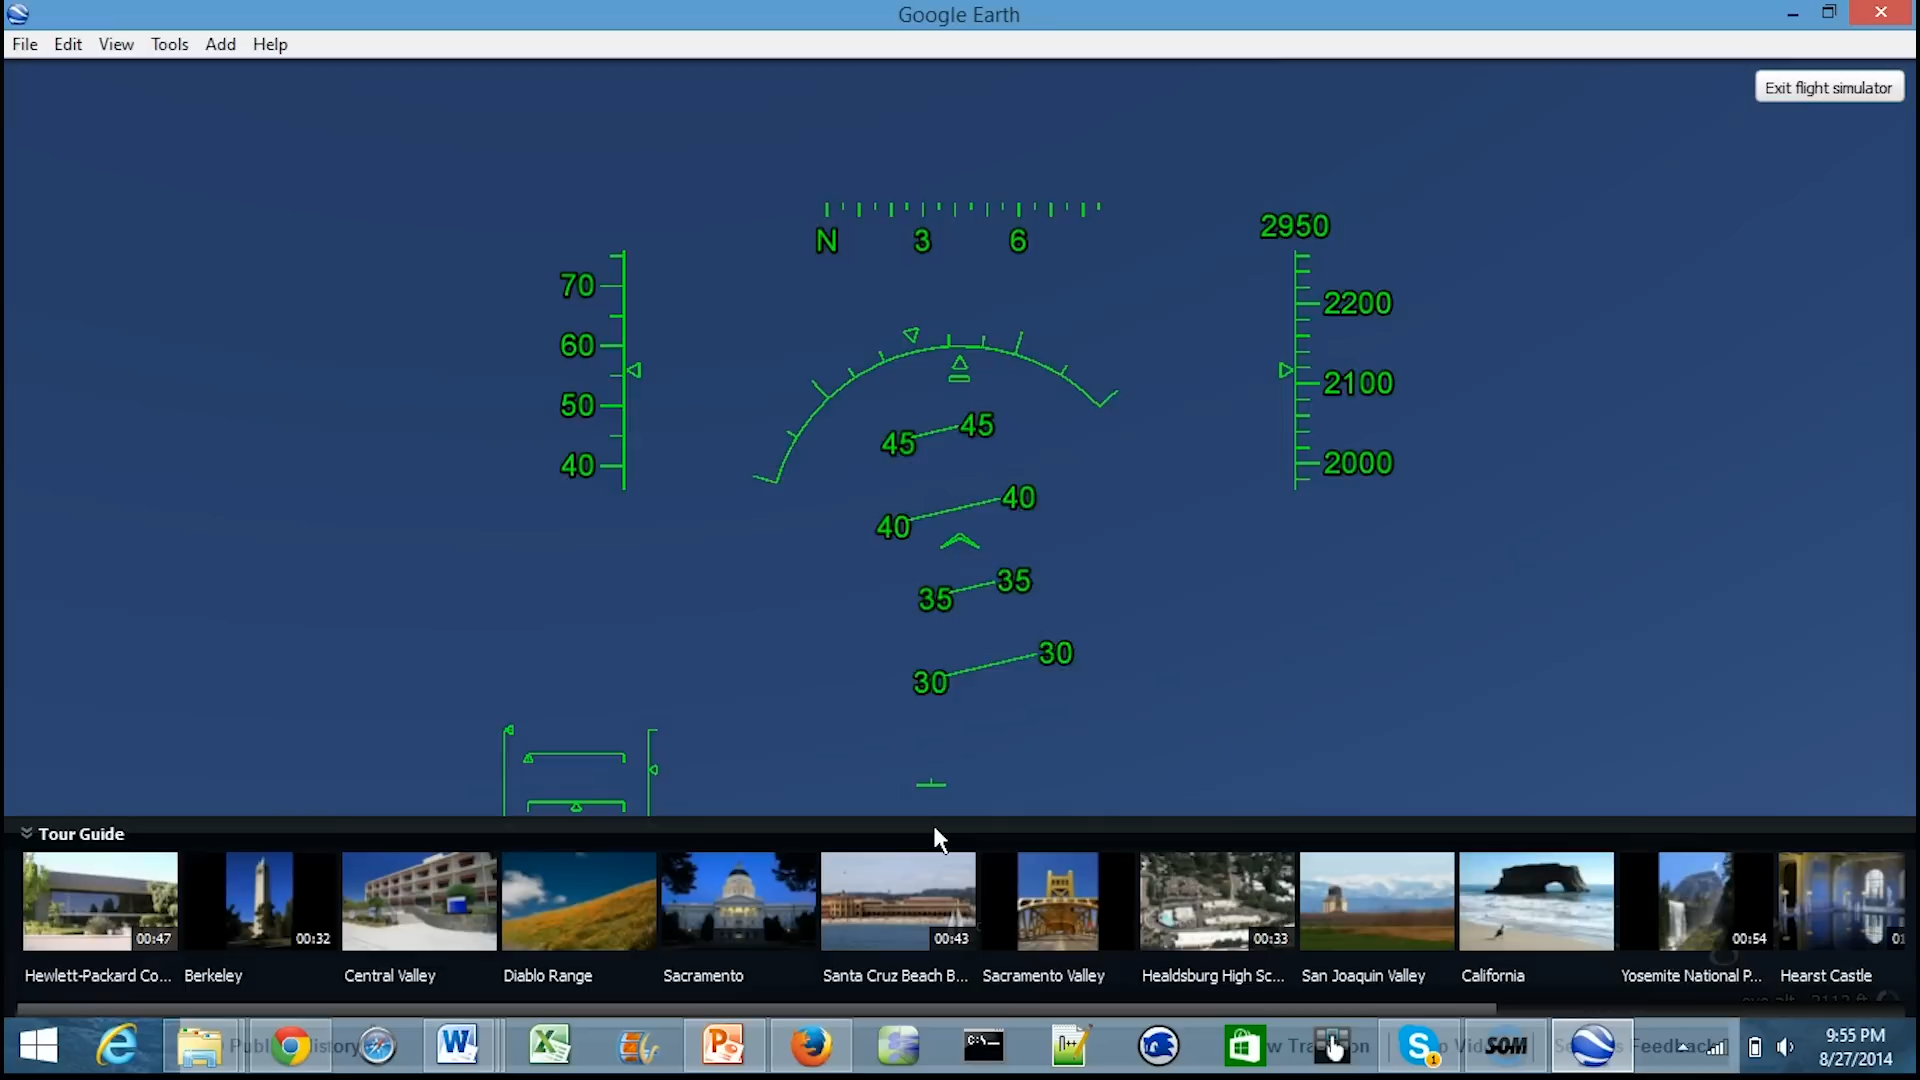 Google Earth
File Edit View Tools Add Help
Exit flight simulator
N 3 6
2950
70
60
50
40
2200
2100
2000
45 45
40 40
35 35
30 30
Tour Guide
00:47 00:32 00:43 00:33 00:54
Hewlett-Packard Co... Berkeley Central Valley Diablo Range Sacramento Santa Cruz Beach B... Sacramento Valley Healdsburg High Sc... San Joaquin Valley California Yosemite National P... Hearst Castle
SOM
9:55 PM
8/27/2014